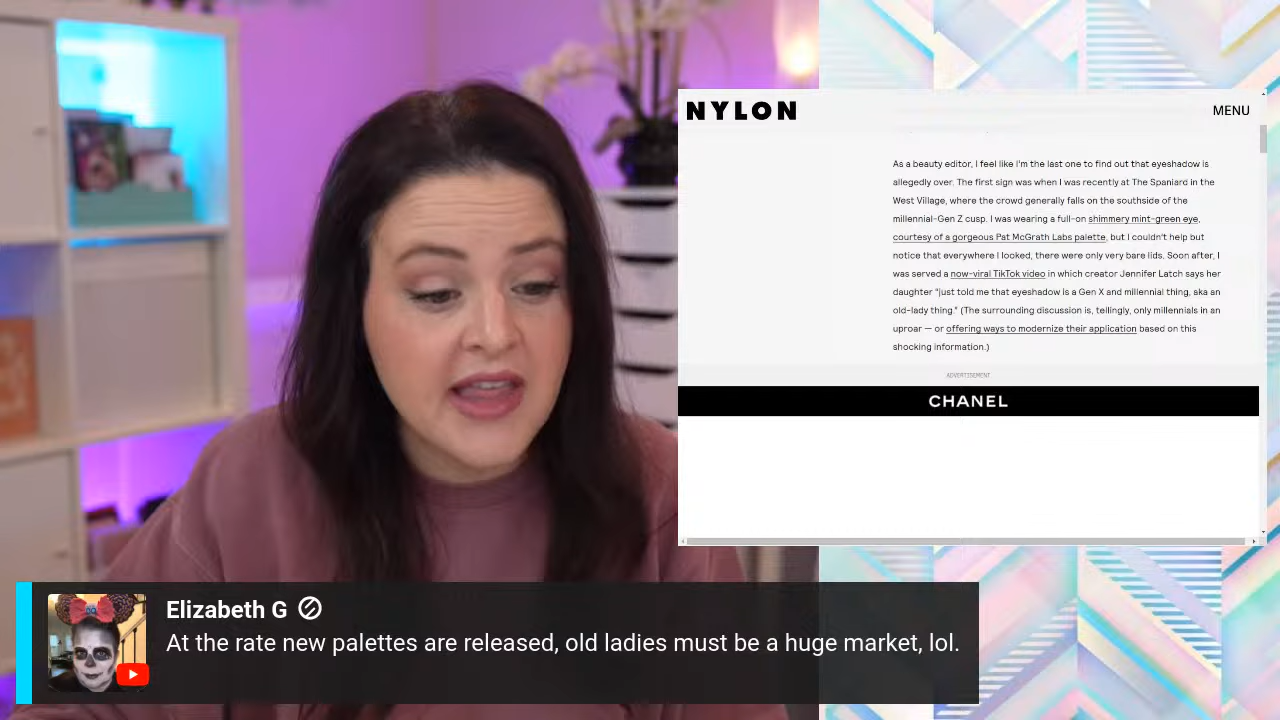 NYLON
MENU
As a beauty editor, I feel like I'm the last one to find out that eyeshadow is
allegedly over. The first sign was when I was recently at The Spaniard in the
West Village, where the crowd generally falls on the southside of the
millennial-Gen Z cusp. I was wearing a full-on shimmery mint-green eye,
courtesy of a gorgeous Pat McGrath Labs palette, but I couldn't help but
notice that everywhere I looked, there were only very bare lids. Soon after, I
was served a now-viral TikTok video in which creator Jennifer Latch says her
daughter "just told me that eyeshadow is a Gen X and millennial thing, aka an
old-lady thing." (The surrounding discussion is, tellingly, only millennials in an
uproar — or offering ways to modernize their application based on this
shocking information.)
ADVERTISEMENT
CHANEL
Elizabeth G
At the rate new palettes are released, old ladies must be a huge market, lol.